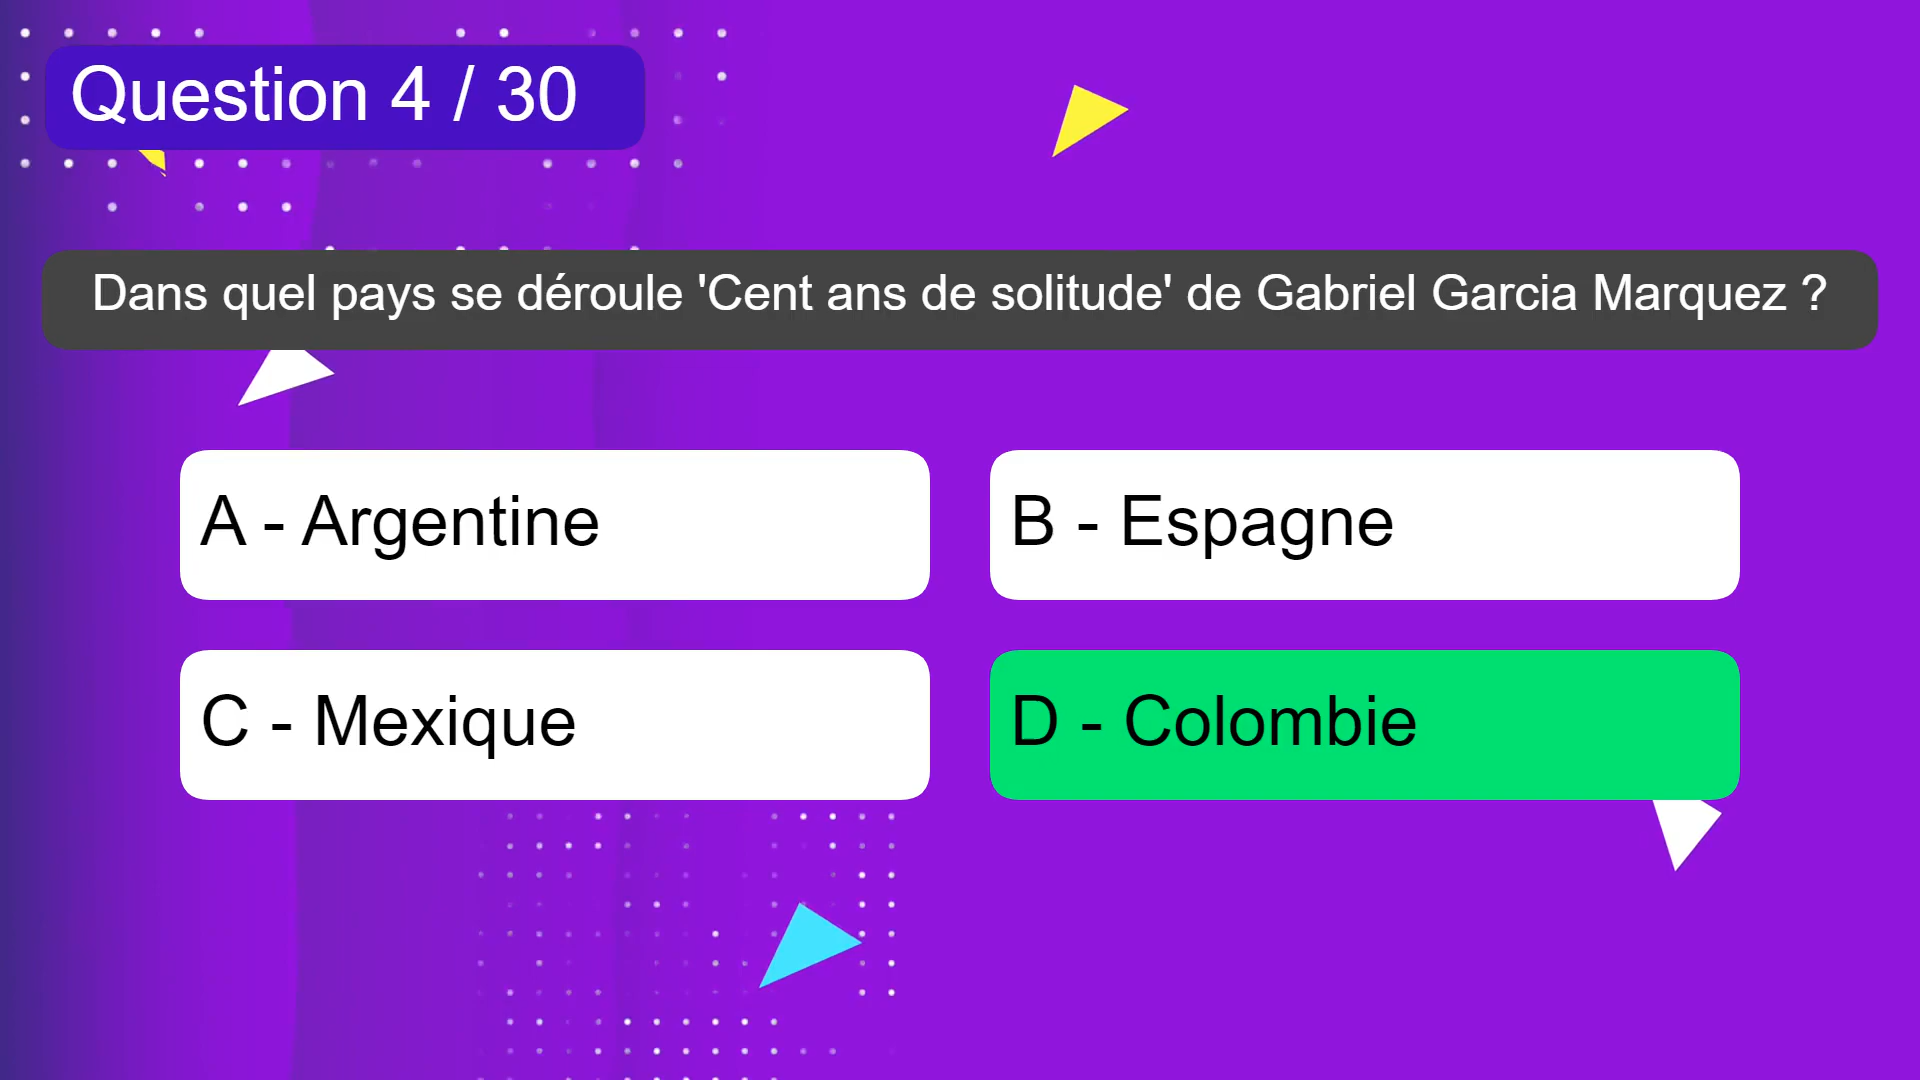 Question 4 / 30
Dans quel pays se déroule 'Cent ans de solitude' de Gabriel Garcia Marquez ?
A - Argentine
B - Espagne
C - Mexique
D - Colombie